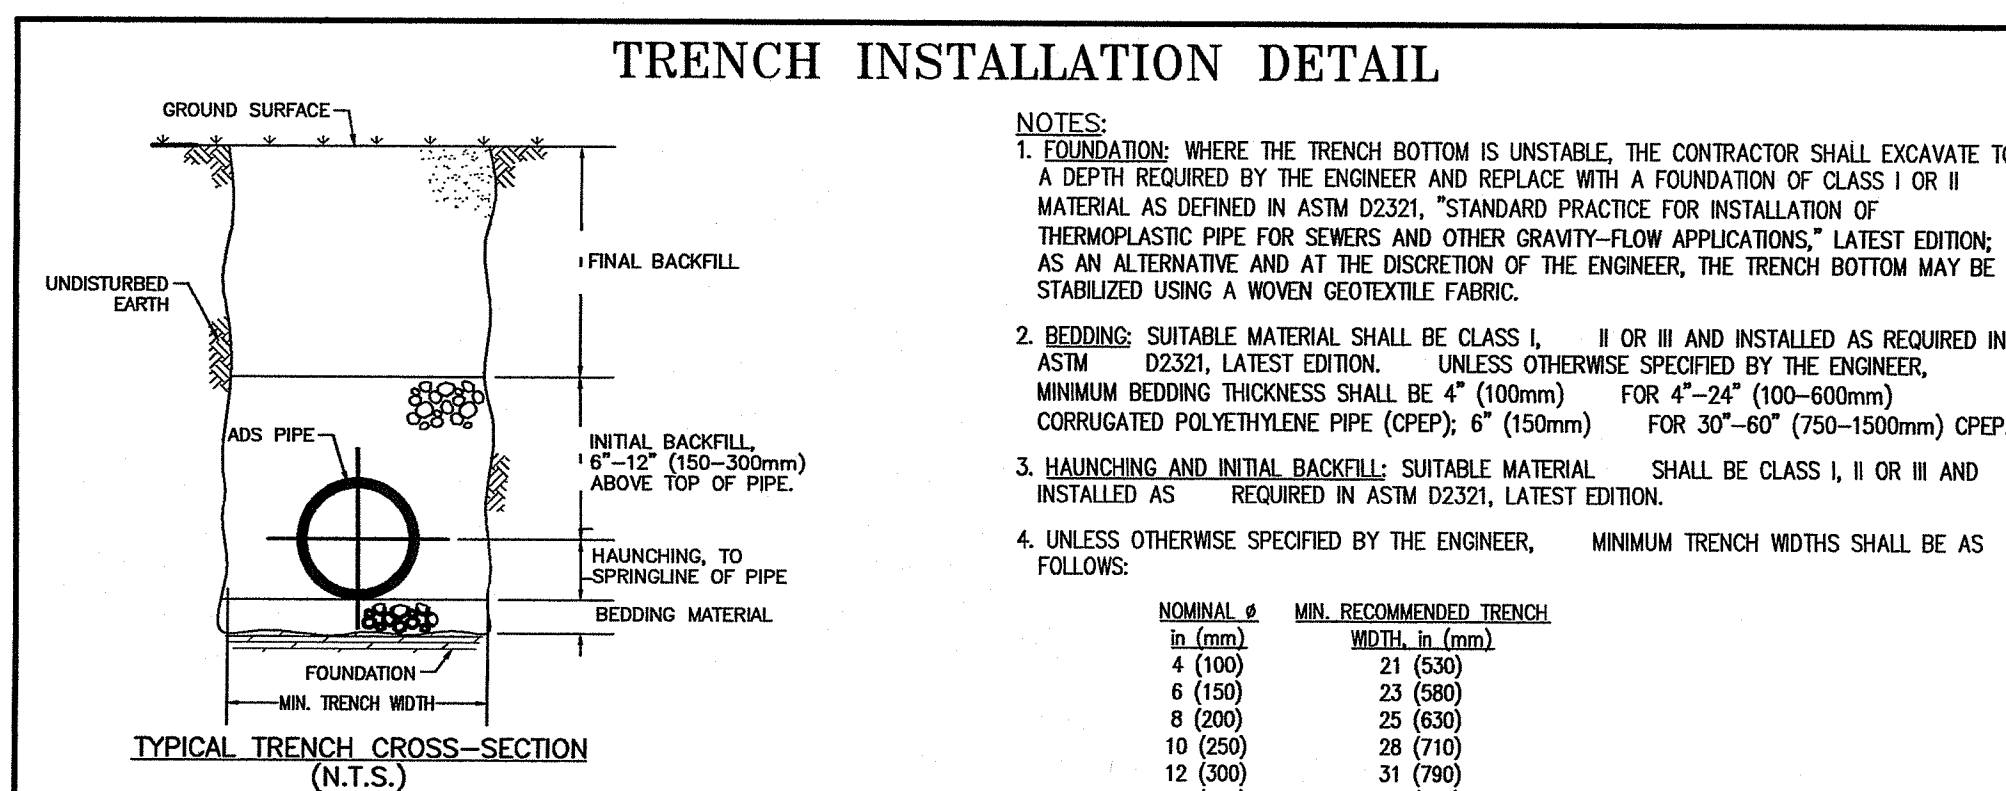 TRENCH INSTALLATION DETAIL
GROUND SURFACE
UNDISTURBED
EARTH
FINAL BACKFILL
ADS PIPE
INITIAL BACKFILL,
6"-12" (150-300mm)
ABOVE TOP OF PIPE.
HAUNCHING, TO
SPRINGLINE OF PIPE
BEDDING MATERIAL
FOUNDATION
MIN. TRENCH WIDTH
TYPICAL TRENCH CROSS-SECTION
(N.T.S.)
NOTES:
1. FOUNDATION: WHERE THE TRENCH BOTTOM IS UNSTABLE, THE CONTRACTOR SHALL EXCAVATE TO
A DEPTH REQUIRED BY THE ENGINEER AND REPLACE WITH A FOUNDATION OF CLASS I OR II
MATERIAL AS DEFINED IN ASTM D2321, "STANDARD PRACTICE FOR INSTALLATION OF
THERMOPLASTIC PIPE FOR SEWERS AND OTHER GRAVITY-FLOW APPLICATIONS," LATEST EDITION;
AS AN ALTERNATIVE AND AT THE DISCRETION OF THE ENGINEER, THE TRENCH BOTTOM MAY BE
STABILIZED USING A WOVEN GEOTEXTILE FABRIC.
2. BEDDING: SUITABLE MATERIAL SHALL BE CLASS I, II OR III AND INSTALLED AS REQUIRED IN
ASTM D2321, LATEST EDITION. UNLESS OTHERWISE SPECIFIED BY THE ENGINEER,
MINIMUM BEDDING THICKNESS SHALL BE 4" (100mm) FOR 4"-24" (100-600mm)
CORRUGATED POLYETHYLENE PIPE (CPEP); 6" (150mm) FOR 30"-60" (750-1500mm) CPEP.
3. HAUNCHING AND INITIAL BACKFILL: SUITABLE MATERIAL SHALL BE CLASS I, II OR III AND
INSTALLED AS REQUIRED IN ASTM D2321, LATEST EDITION.
4. UNLESS OTHERWISE SPECIFIED BY THE ENGINEER, MINIMUM TRENCH WIDTHS SHALL BE AS
FOLLOWS:
NOMINAL ø MIN. RECOMMENDED TRENCH
in (mm) WIDTH, in (mm)
4 (100) 21 (530)
6 (150) 23 (580)
8 (200) 25 (630)
10 (250) 28 (710)
12 (300) 31 (790)